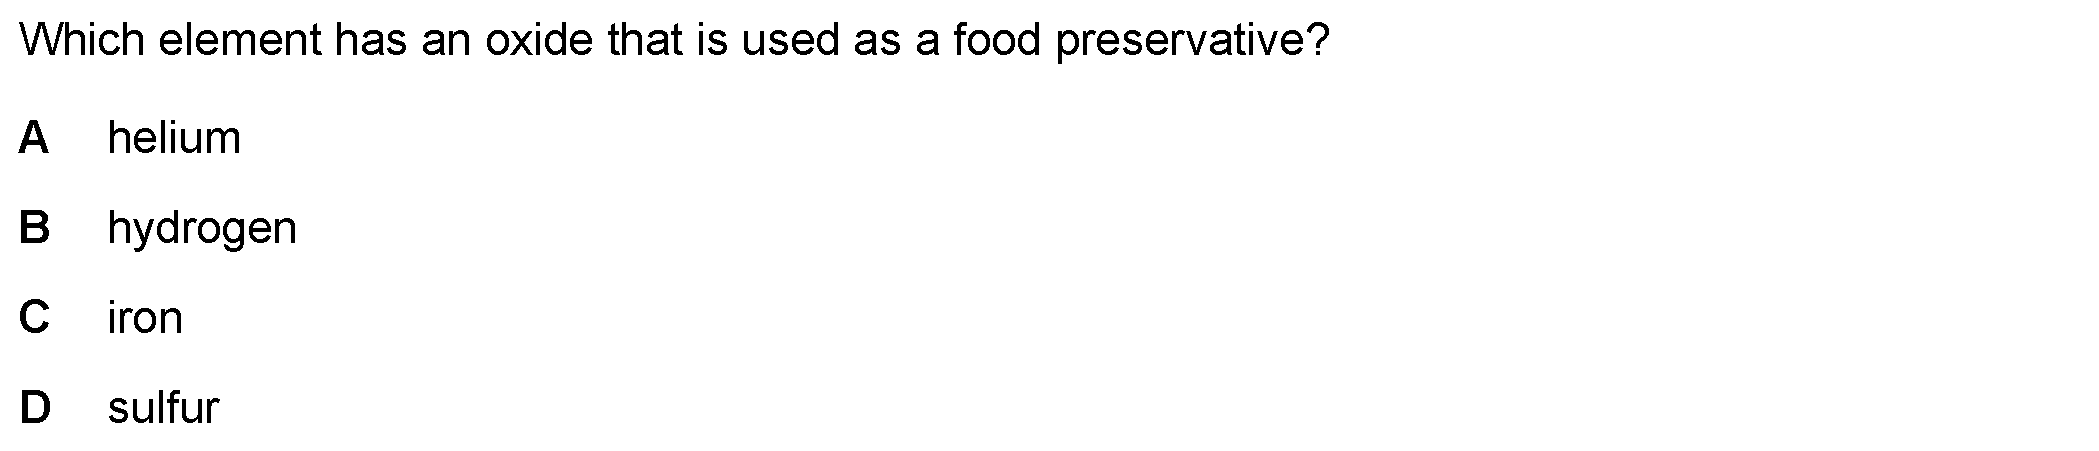 Which element has an oxide that is used as a food preservative?
A helium
B hydrogen
C iron
D sulfur